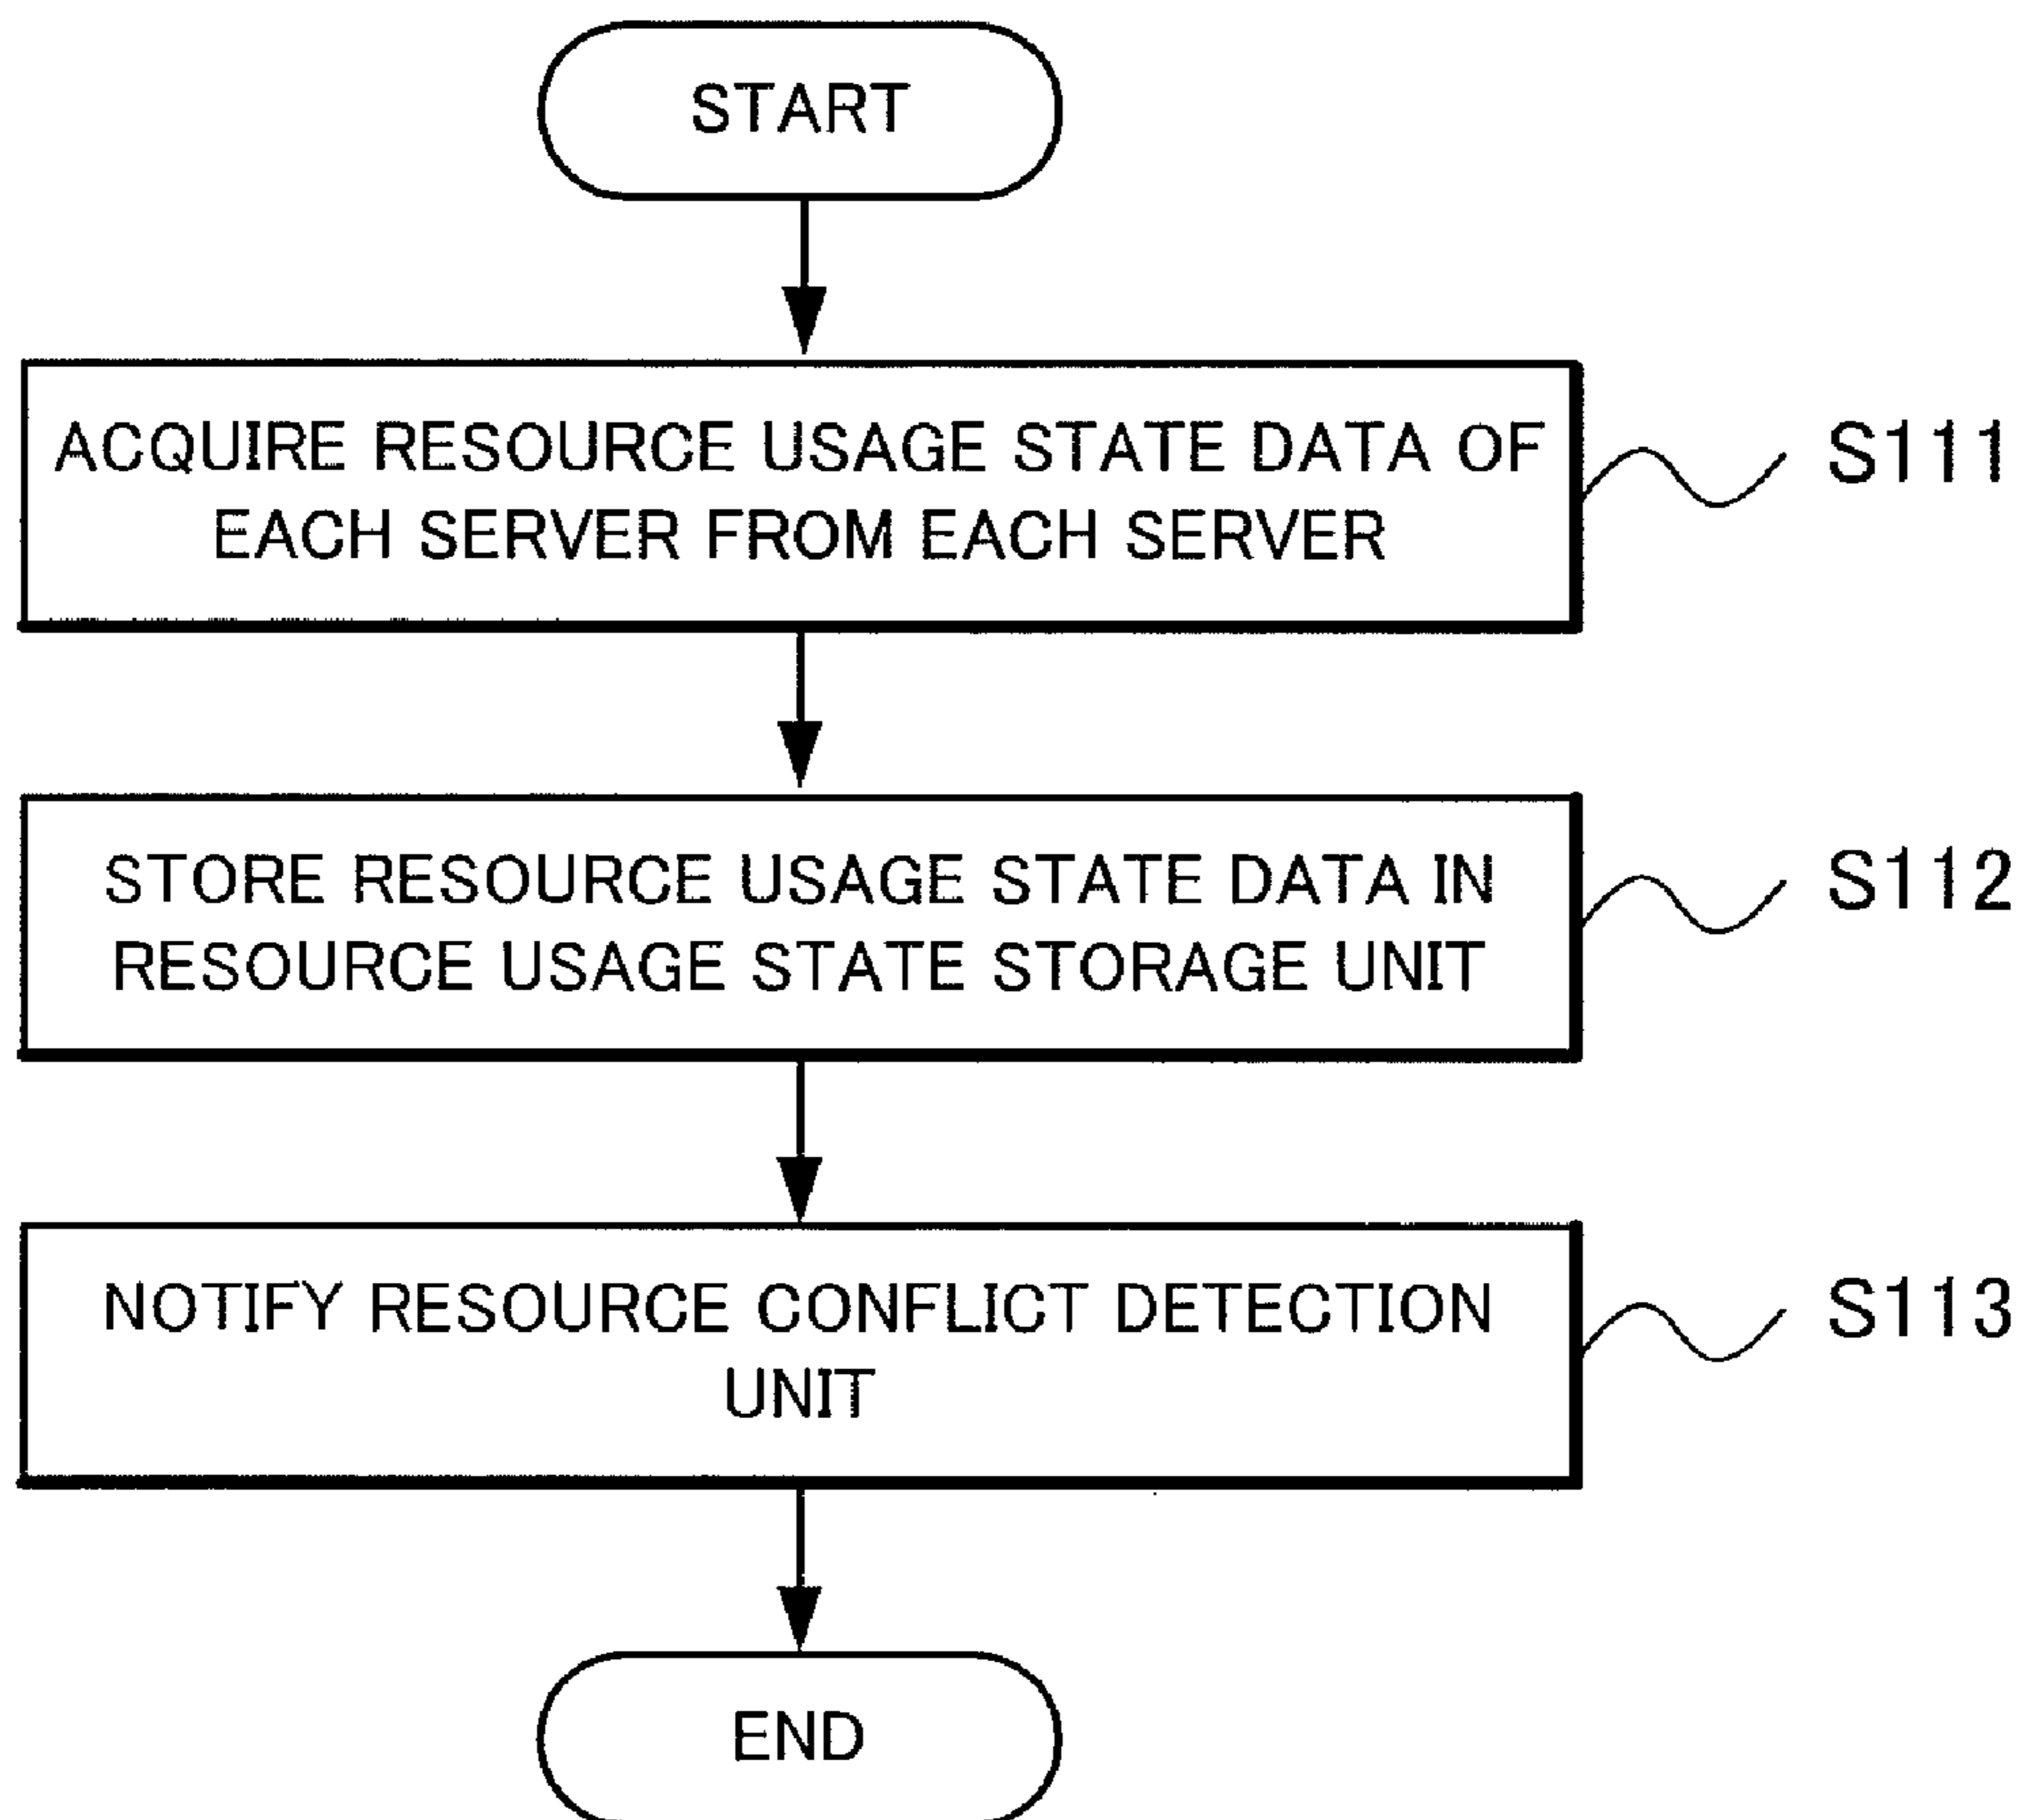 START
ACQUIRE RESOURCE USAGE STATE DATA OF
EACH SERVER FROM EACH SERVER
S111
STORE RESOURCE USAGE STATE DATA IN
RESOURCE USAGE STATE STORAGE UNIT
S112
NOTIFY RESOURCE CONFLICT DETECTION
UNIT
S113
END